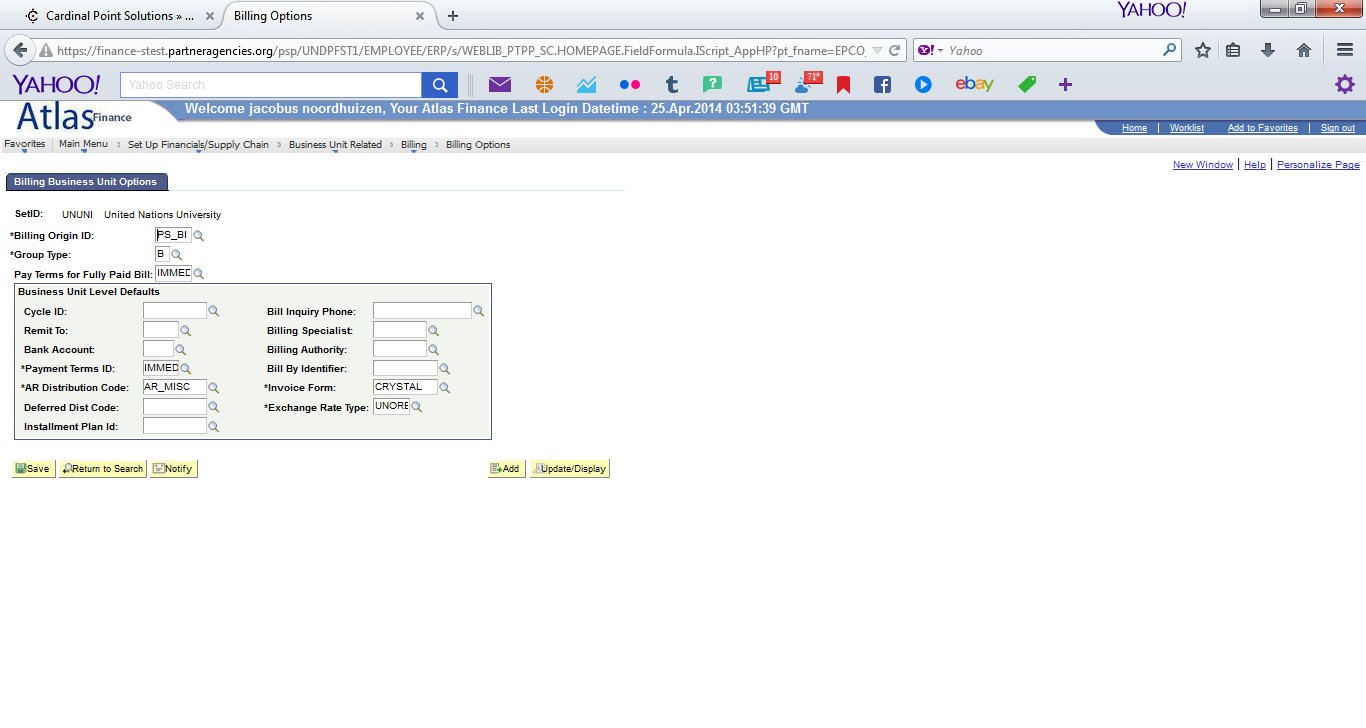 Cardinal Point Solutions » ...
Billing Options
YAHOO!
https://finance-stest.partneragencies.org/psp/UNDPFST1/EMPLOYEE/ERP/s/WEBLIB_PTPP_SC.HOMEPAGE.FieldFormula.IScript_AppHP?pt_fname=EPCO_
Yahoo
YAHOO!
Yahoo Search
10
71°
ebay
Atlas Finance
Welcome jacobus noordhuizen, Your Atlas Finance Last Login Datetime : 25.Apr.2014 03:51:39 GMT
Home | Worklist Add to Favorites | Sign out
Favorites Main Menu Set Up Financials/Supply Chain Business Unit Related Billing Billing Options
New Window | Help | Personalize Page
Billing Business Unit Options
SetID: UNUNI United Nations University
*Billing Origin ID: PS_BI
*Group Type: B
Pay Terms for Fully Paid Bill: IMMED
Business Unit Level Defaults
Cycle ID: Bill Inquiry Phone:
Remit To: Billing Specialist:
Bank Account: Billing Authority:
*Payment Terms ID: IMMED Bill By Identifier:
*AR Distribution Code: AR_MISC *Invoice Form: CRYSTAL
Deferred Dist Code: *Exchange Rate Type: UNORE
Installment Plan Id:
Save Return to Search Notify Add Update/Display